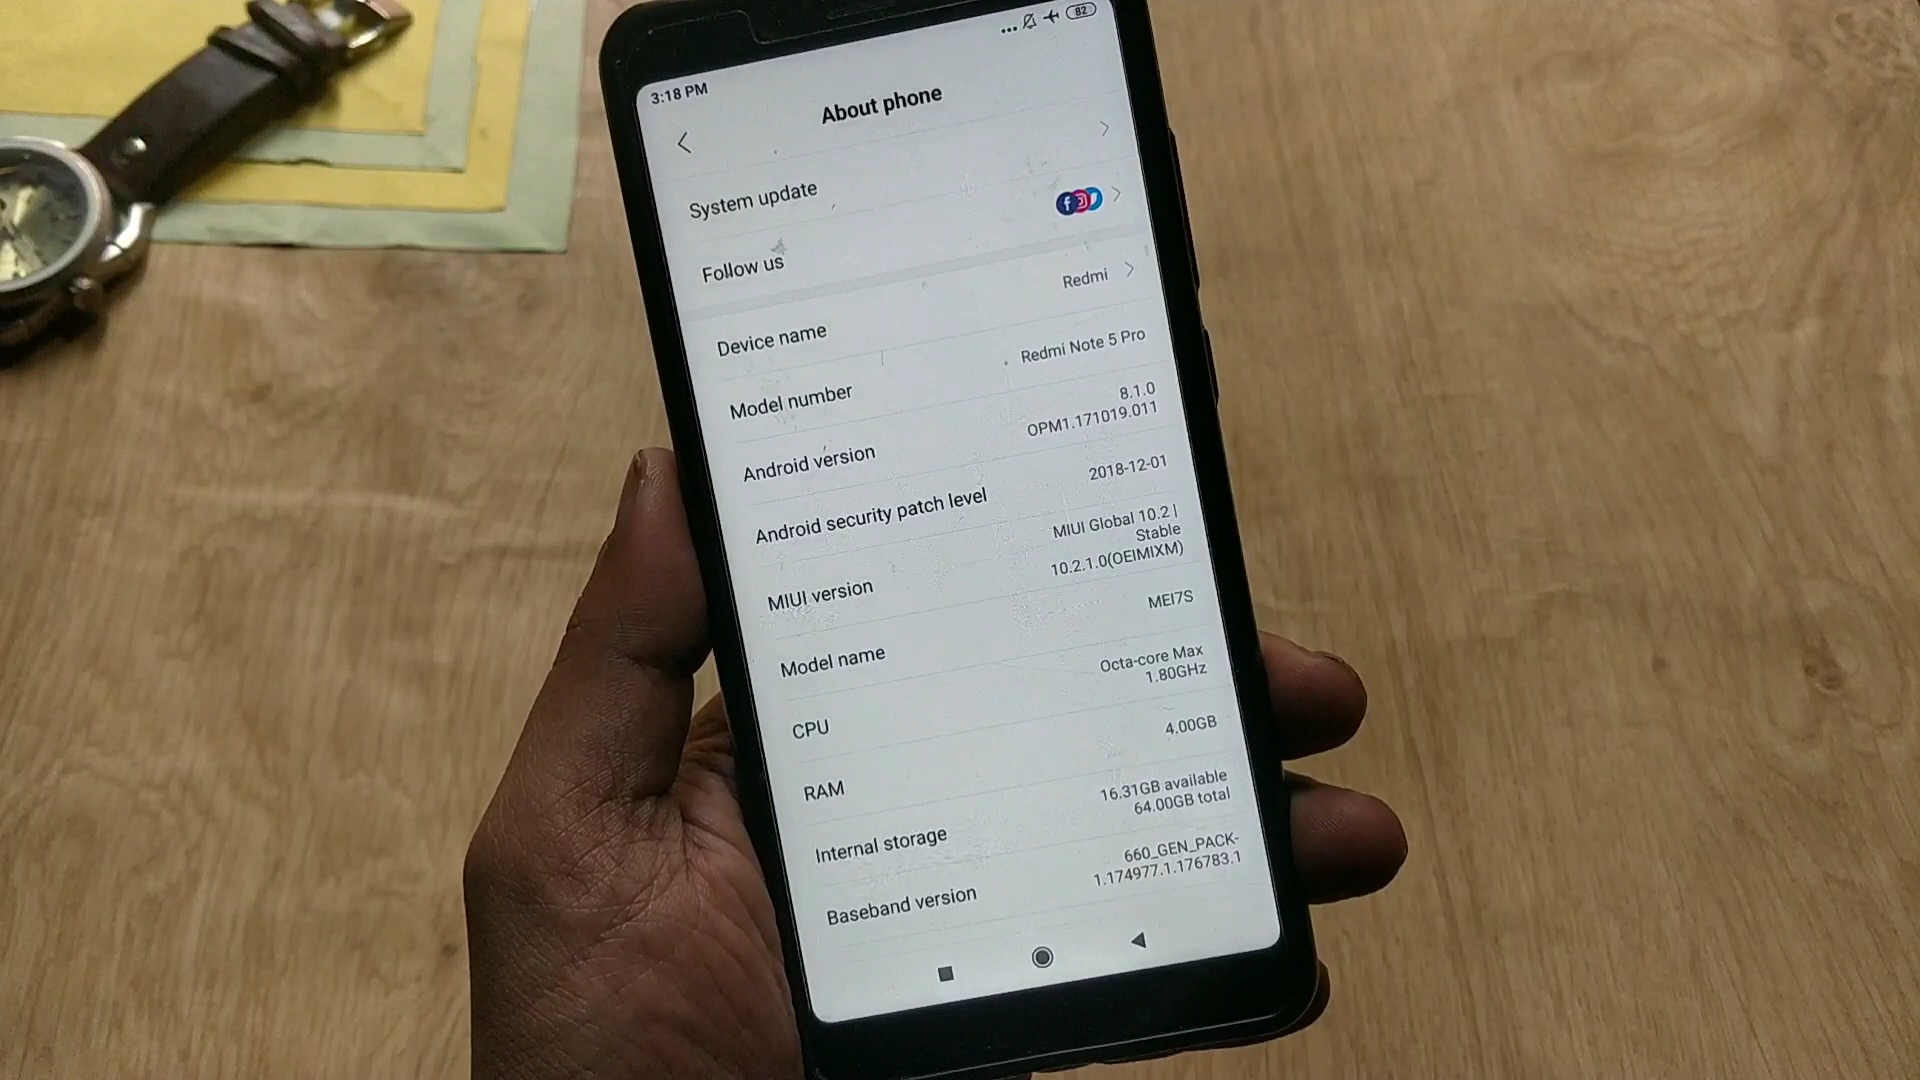 3:18 PM
82
About phone
System update
Follow us
Device name
Redmi
Model number
Redmi Note 5 Pro
Android version
8.1.0
OPM1.171019.011
Android security patch level
2018-12-01
MIUI version
MIUI Global 10.2 |
Stable
10.2.1.0(OEIMIXM)
Model name
MEI7S
CPU
Octa-core Max
1.80GHz
RAM
4.00GB
Internal storage
16.31GB available
64.00GB total
Baseband version
660_GEN_PACK-
1.174977.1.176783.1